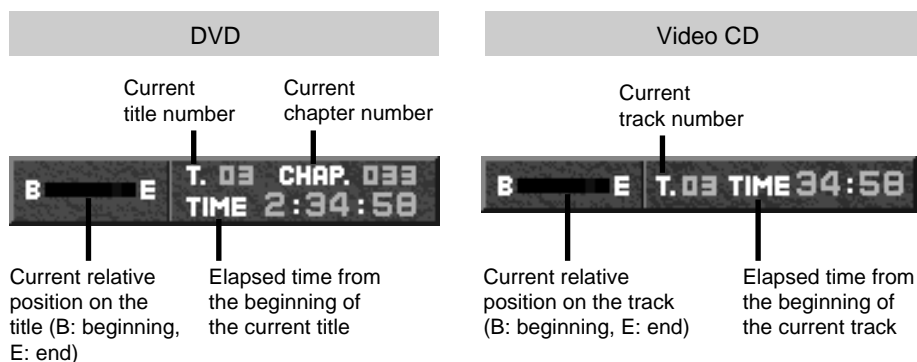 DVD
Current
title number
Current
chapter number
B E T. 03 CHAP. 033
TIME 2:34:58
Current relative
position on the
title (B: beginning,
E: end)
Elapsed time from
the beginning of
the current title
Video CD
Current
track number
B E T. 03 TIME 34:58
Current relative
position on the track
(B: beginning, E: end)
Elapsed time from
the beginning of
the current track